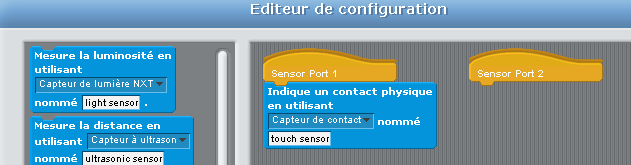 Editeur de configuration
Mesure la luminosité en
utilisant
Capteur de lumière NXT
nommé light sensor .
Mesure la distance en
utilisant Capteur à ultrason
nommé ultrasonic sensor
Sensor Port 1
Indique un contact physique
en utilisant
Capteur de contact nommé
touch sensor
Sensor Port 2